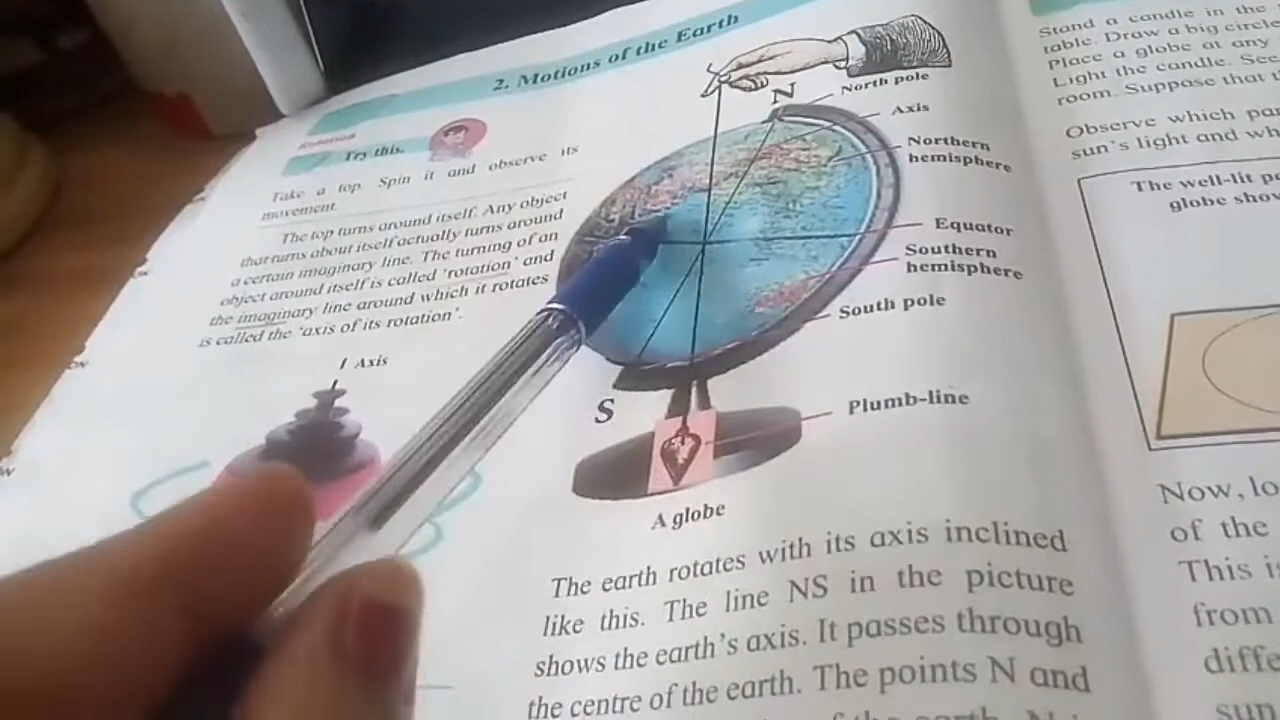 2. Motions of the Earth
Rotation
Try this.
Take a top. Spin it and observe its
movement.
The top turns around itself. Any object
that turns about itself actually turns around
a certain imaginary line. The turning of an
object around itself is called 'rotation' and
the imaginary line around which it rotates
is called the 'axis of its rotation'.
Axis
N
North pole
Axis
Northern
hemisphere
Equator
Southern
hemisphere
South pole
S
Plumb-line
A globe
The earth rotates with its axis inclined
like this. The line NS in the picture
shows the earth's axis. It passes through
the centre of the earth. The points N and
Stand a candle in the
table. Draw a big circle
Place a globe at any
Light the candle. See
room. Suppose that
Observe which
sun's light and
The well-lit
globe
Now,
of the
This
from
sun